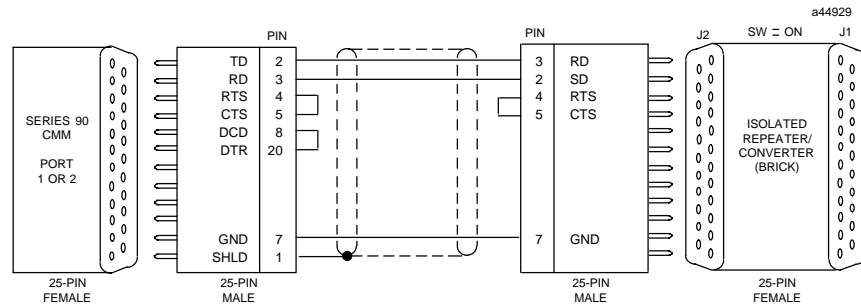 a44929
PIN
PIN
J2
SW = ON
J1
TD 2
RD 3
RTS 4
CTS 5
DCD 8
DTR 20
GND 7
SHLD 1
3 RD
2 SD
4 RTS
5 CTS
7 GND
SERIES 90
CMM
PORT
1 OR 2
ISOLATED
REPEATER/
CONVERTER
(BRICK)
25-PIN
FEMALE
25-PIN
MALE
25-PIN
MALE
25-PIN
FEMALE